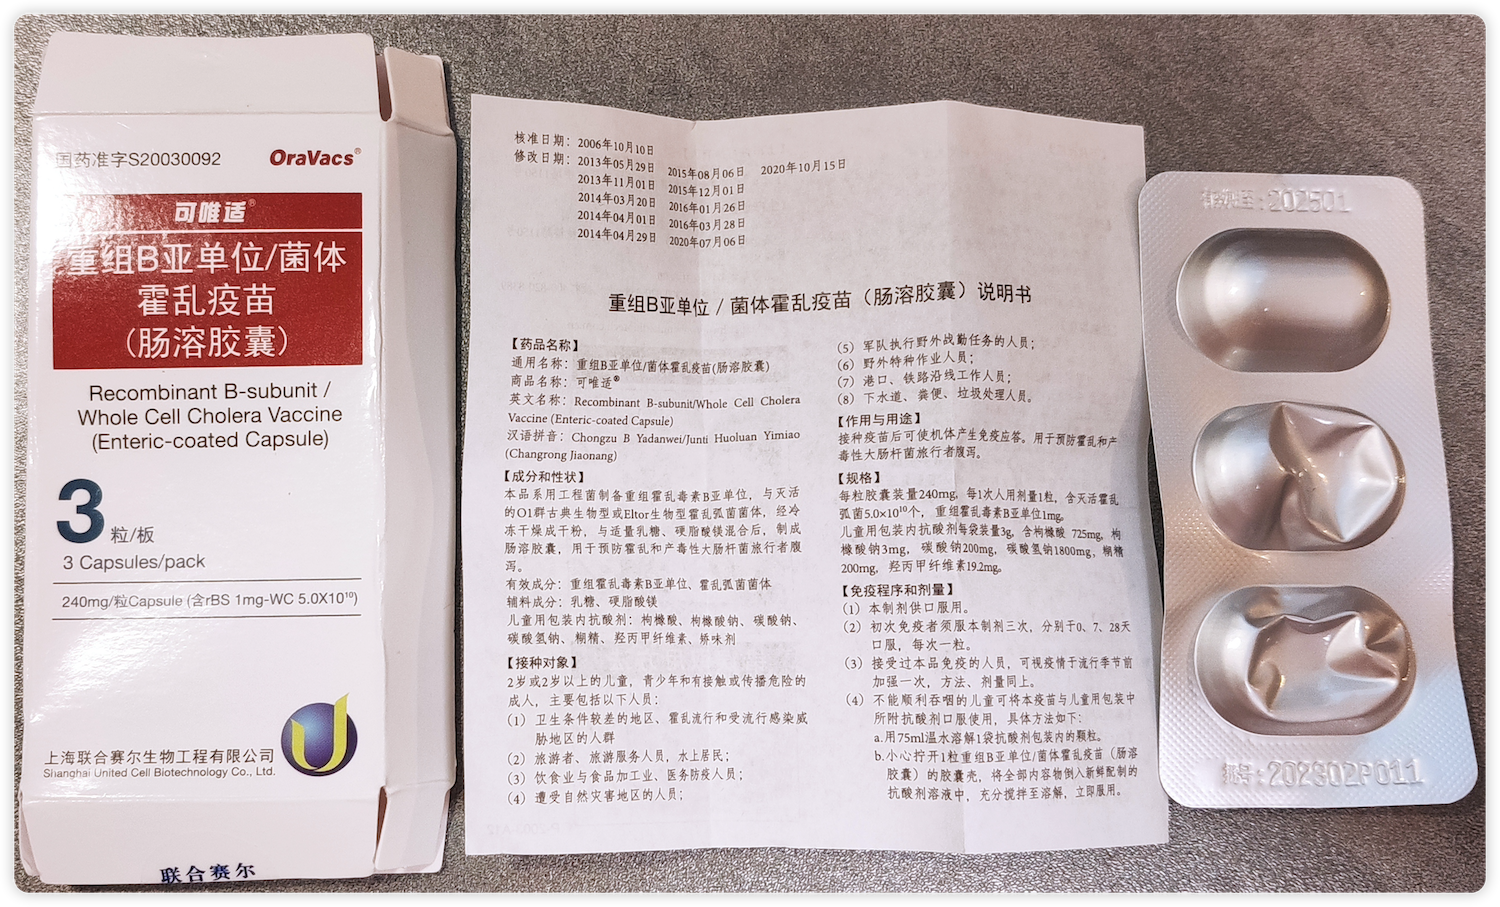 国药准字S20030092
OraVacs®
可唯适®
重组B亚单位/菌体
霍乱疫苗
(肠溶胶囊)
Recombinant B-subunit /
Whole Cell Cholera Vaccine
(Enteric-coated Capsule)
3粒/板
3 Capsules/pack
240mg/粒Capsule (含rBS 1mg-WC 5.0X10¹⁰)
上海联合赛尔生物工程有限公司
Shanghai United Cell Biotechnology Co., Ltd.
联合赛尔
核准日期：2006年10月10日
修改日期：2013年05月29日 2015年08月06日 2020年10月15日
2013年11月01日 2015年12月01日
2014年03月20日 2016年01月26日
2014年04月01日 2016年03月28日
2014年04月29日 2020年07月06日
重组B亚单位 / 菌体霍乱疫苗（肠溶胶囊）说明书
【药品名称】
通用名称：重组B亚单位/菌体霍乱疫苗(肠溶胶囊)
商品名称：可唯适®
英文名称：Recombinant B-subunit/Whole Cell Cholera
Vaccine (Enteric-coated Capsule)
汉语拼音：Chongzu B Yadanwei/Junti Huoluan Yimiao
(Changrong Jiaonang)
【成分和性状】
本品系用工程菌制备重组霍乱毒素B亚单位，与灭活
的O1群古典生物型或Eltor生物型霍乱弧菌菌体，经冷
冻干燥成干粉，与适量乳糖、硬脂酸镁混合后，制成
肠溶胶囊，用于预防霍乱和产毒性大肠杆菌旅行者腹
泻。
有效成分：重组霍乱毒素B亚单位、霍乱弧菌菌体
辅料成分：乳糖、硬脂酸镁
儿童用包装内抗酸剂：枸橼酸、枸橼酸钠、碳酸钠、
碳酸氢钠、糊精、羟丙甲纤维素、矫味剂
【接种对象】
2岁或2岁以上的儿童，青少年和有接触或传播危险的
成人，主要包括以下人员：
(1) 卫生条件较差的地区、霍乱流行和受流行感染威
胁地区的人群
(2) 旅游者、旅游服务人员，水上居民；
(3) 饮食业与食品加工业、医务防疫人员；
(4) 遭受自然灾害地区的人员；
(5) 军队执行野外战勤任务的人员；
(6) 野外特种作业人员；
(7) 港口、铁路沿线工作人员；
(8) 下水道、粪便、垃圾处理人员。
【作用与用途】
接种疫苗后可使机体产生免疫应答。用于预防霍乱和产
毒性大肠杆菌旅行者腹泻。
【规格】
每粒胶囊装量240mg，每1次人用剂量1粒，含灭活霍乱
弧菌5.0×10¹⁰个，重组霍乱毒素B亚单位1mg。
儿童用包装内抗酸剂每袋装量3g，含枸橼酸 725mg，枸
橼酸钠3mg，碳酸钠200mg，碳酸氢钠1800mg，糊精
200mg，羟丙甲纤维素19.2mg。
【免疫程序和剂量】
(1) 本制剂供口服用。
(2) 初次免疫者须服本制剂三次，分别于0、7、28天
口服，每次一粒。
(3) 接受过本品免疫的人员，可视疫情于流行季节前
加强一次，方法、剂量同上。
(4) 不能顺利吞咽的儿童可将本疫苗与儿童用包装中
所附抗酸剂口服使用，具体方法如下：
a.用75ml温水溶解1袋抗酸剂包装内的颗粒。
b.小心拧开1粒重组B亚单位/菌体霍乱疫苗（肠溶
胶囊）的胶囊壳，将全部内容物倒入新鲜配制的
抗酸剂溶液中，充分搅拌至溶解，立即服用。
:202501
批号:202302P011